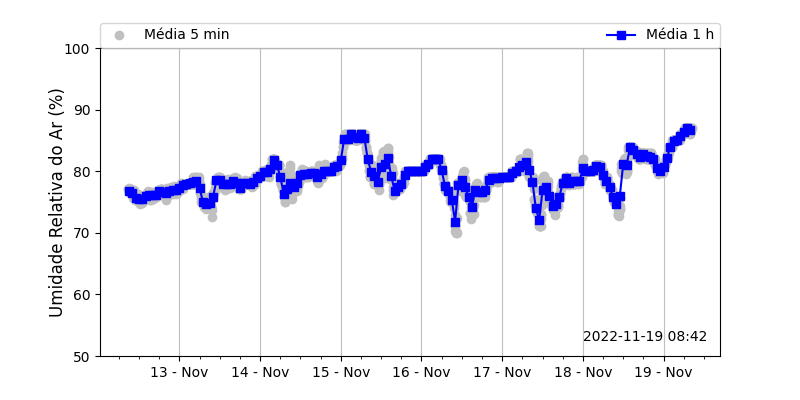 Média 5 min
Média 1 h
Umidade Relativa do Ar (%)
100
90
80
70
60
50
2022-11-19 08:42
13 - Nov
14 - Nov
15 - Nov
16 - Nov
17 - Nov
18 - Nov
19 - Nov